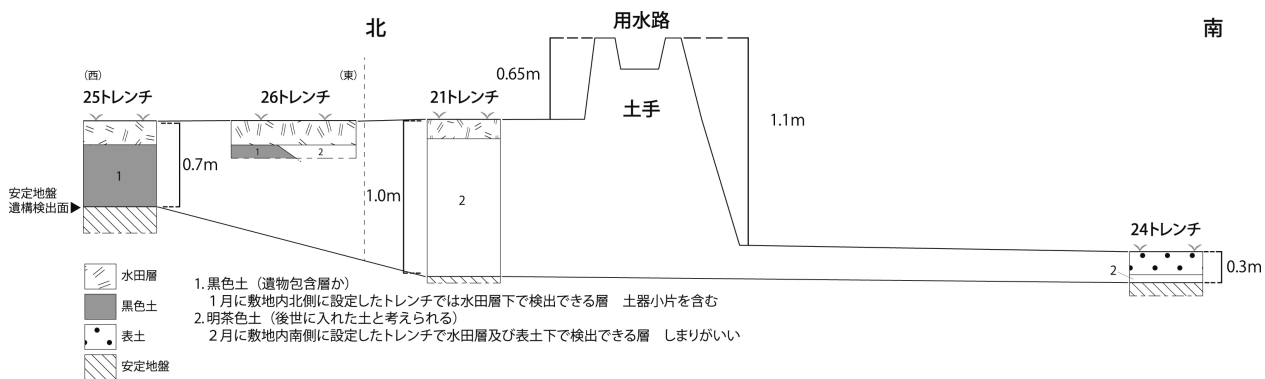 北
用水路
南
0.65m
(西)
(東)
25トレンチ
26トレンチ
21トレンチ
土手
1.1m
1
2
0.7m
1
1.0m
2
安定地盤
遺構検出面▶
24トレンチ
2
0.3m
水田層
黒色土
表土
安定地盤
1. 黒色土(遺物包含層か)
1月に敷地内北側に設定したトレンチでは水田層下で検出できる層 土器小片を含む
2. 明茶色土(後世に入れた土と考えられる)
2月に敷地内南側に設定したトレンチで水田層及び表土下で検出できる層 しまりがいい